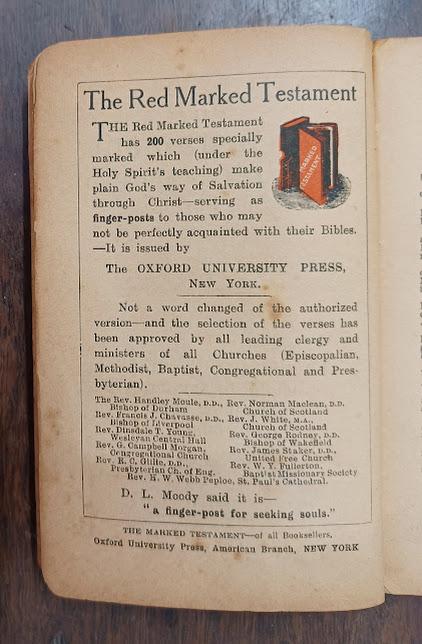 The Red Marked Testament
THE Red Marked Testament
has 200 verses specially
marked which (under the
Holy Spirit's teaching) make
plain God's way of Salvation
through Christ—serving as
finger-posts to those who may
not be perfectly acquainted with their Bibles.
—It is issued by
MARKED
TESTAMENT
The OXFORD UNIVERSITY PRESS,
NEW YORK.
Not a word changed of the authorized
version—and the selection of the verses has
been approved by all leading clergy and
ministers of all Churches (Episcopalian,
Methodist, Baptist, Congregational and Pres-
byterian).
The Rev. Handley Moule, D.D.,
Bishop of Durham
Rev. Francis J. Chavasse, D.D.,
Bishop of Liverpool
Rev. Dinsdale T. Young,
Wesleyan Central Hall
Rev. G. Campbell Morgan,
Congregational Church
Rev. R. C. Gillie, D.D.,
Presbyterian Ch. of Eng.
Rev. Norman Maclean, D.D.
Church of Scotland
Rev. J. White, M.A.,
Church of Scotland
Rev. George Rodney, D.D.
Bishop of Wakefield
Rev. James Staker, D.D.,
United Free Church
Rev. W. Y. Fullerton,
Baptist Missionary Society
Rev. H. W. Webb Peploe, St. Paul's Cathedral.
D. L. Moody said it is—
"a finger-post for seeking souls."
THE MARKED TESTAMENT—of all Booksellers,
Oxford University Press, American Branch, NEW YORK